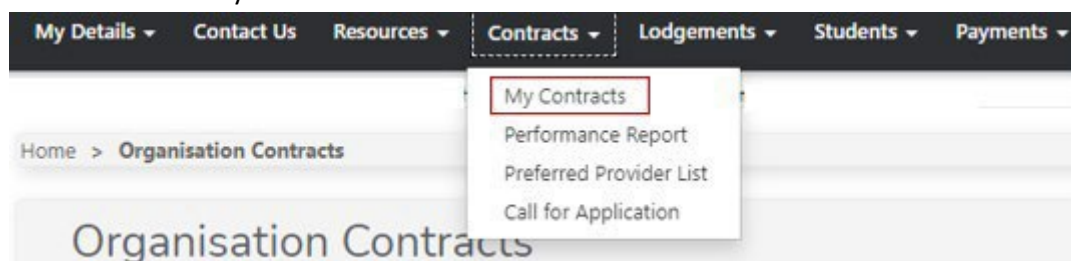 My Details Contact Us Resources Contracts Lodgements Students Payments
My Contracts
Performance Report
Home > Organisation Contracts
Preferred Provider List
Call for Application
Organisation Contracts